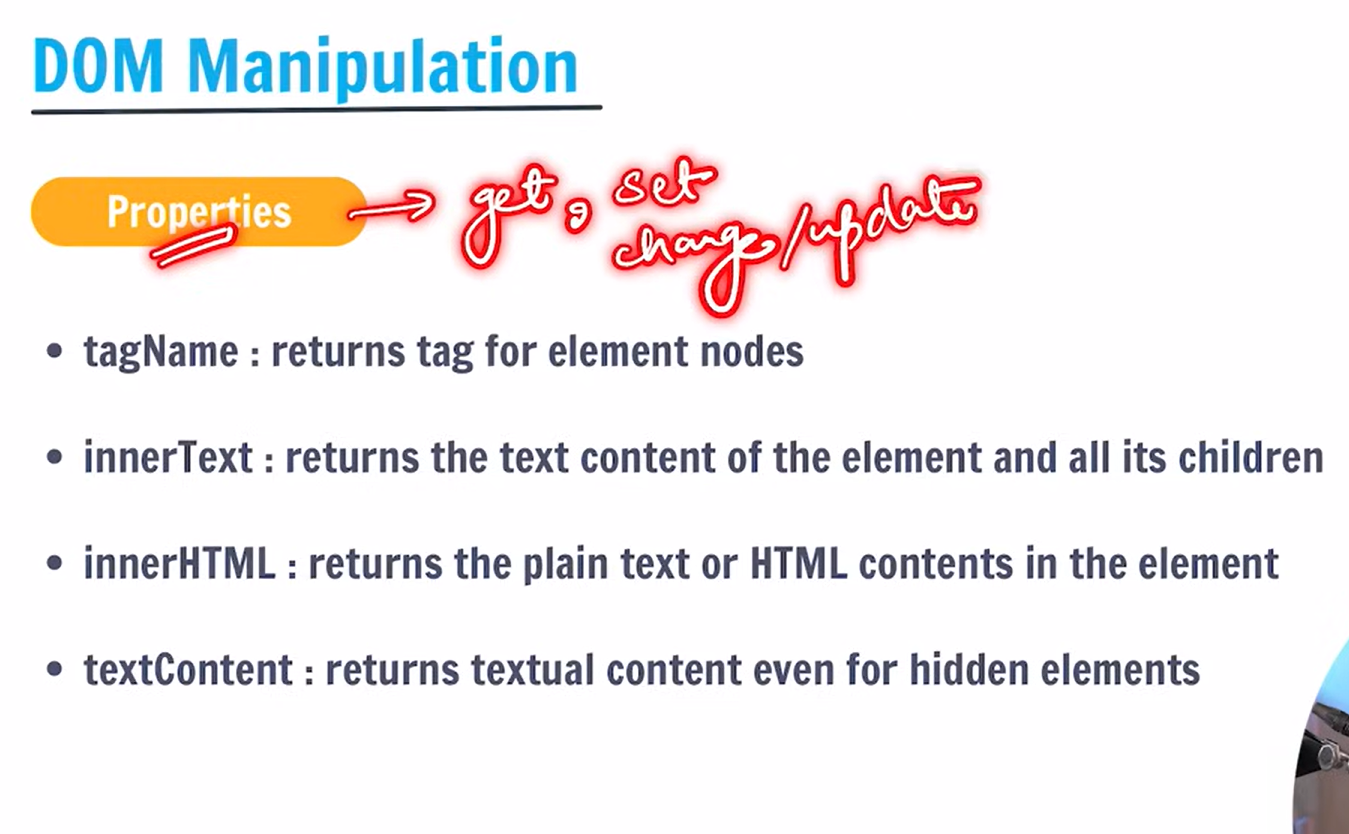 DOM Manipulation
Properties → get, set
change/update
• tagName : returns tag for element nodes
• innerText : returns the text content of the element and all its children
• innerHTML : returns the plain text or HTML contents in the element
• textContent : returns textual content even for hidden elements